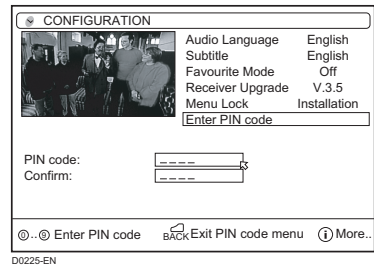 CONFIGURATION
Audio Language English
Subtitle English
Favourite Mode Off
Receiver Upgrade V.3.5
Menu Lock Installation
Enter PIN code
PIN code: _ _ _ _
Confirm: _ _ _ _
⓪..⑨ Enter PIN code BACK Exit PIN code menu ⓘ More..
D0225-EN